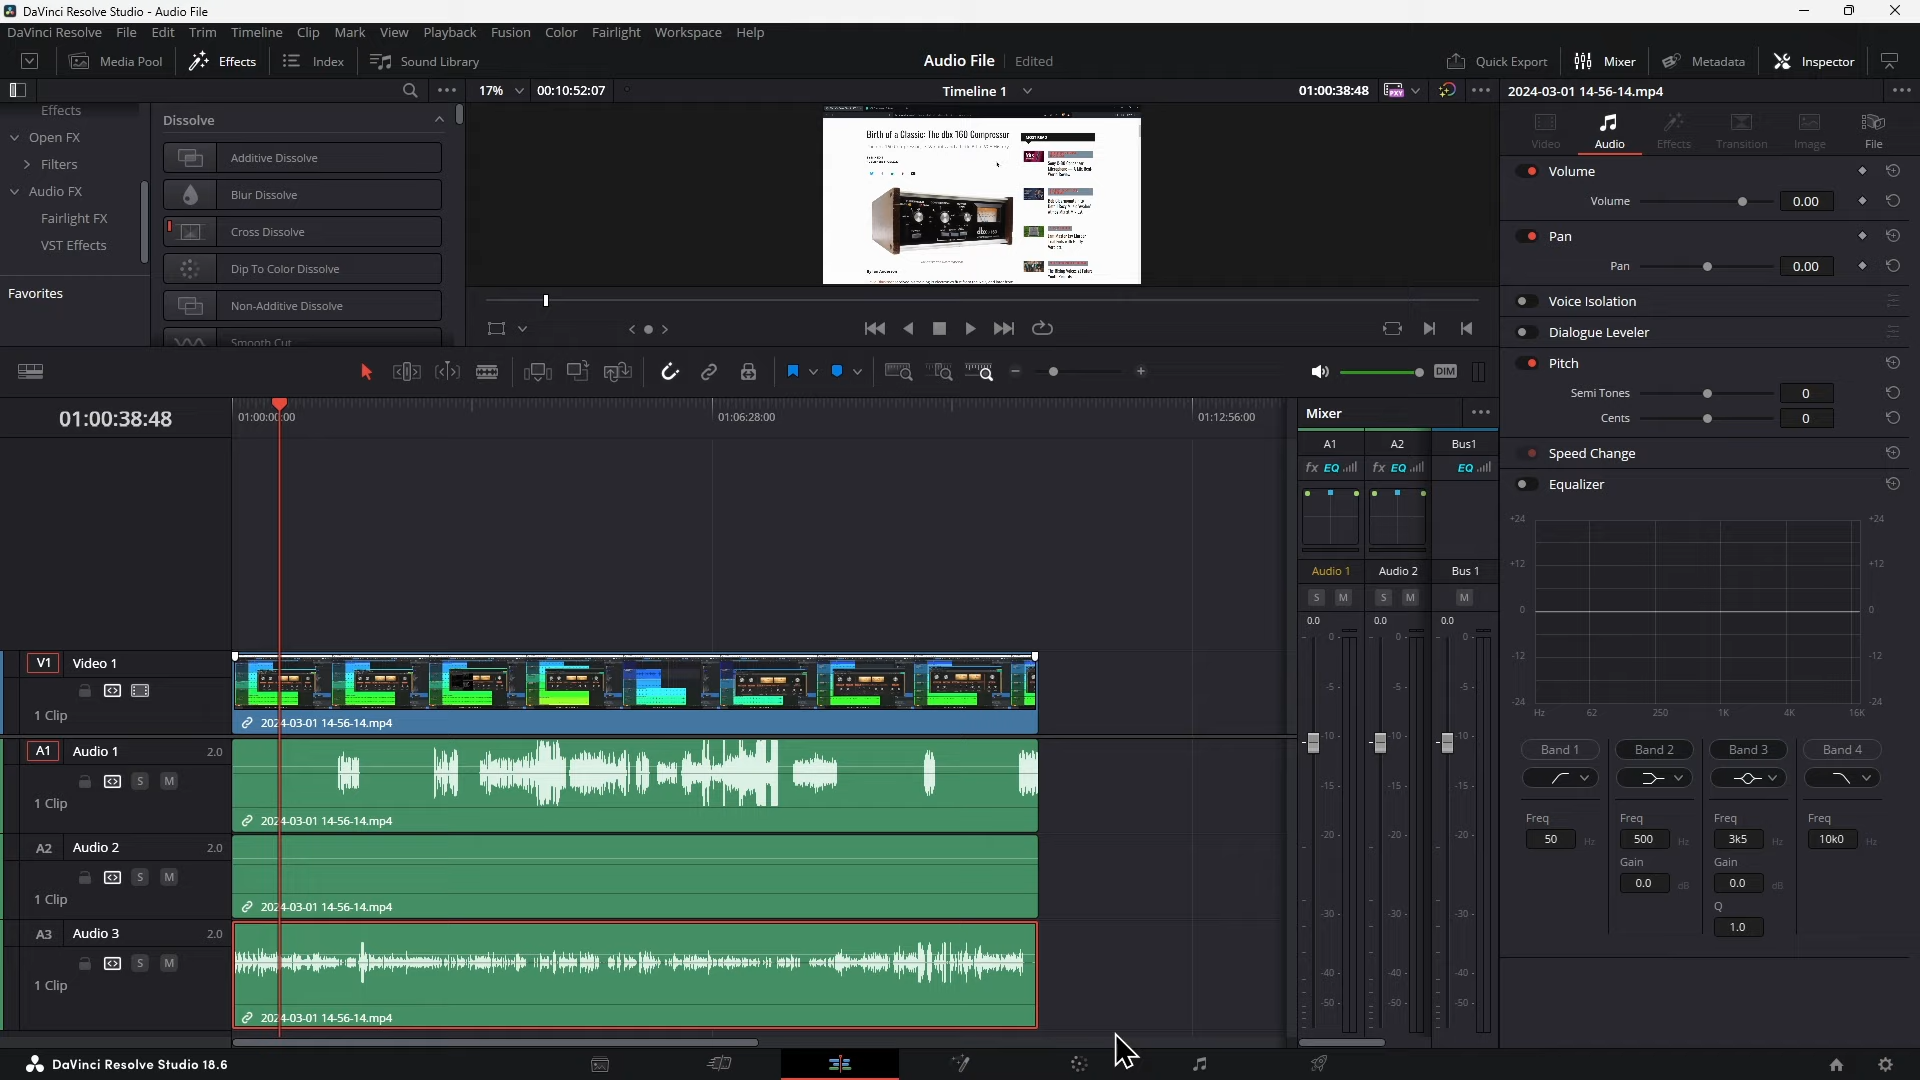 DaVinci Resolve Studio - Audio File
DaVinci Resolve File Edit Trim Timeline Clip Mark View Playback Fusion Color Fairlight Workspace Help
Media Pool Effects Index Sound Library Audio File Edited Quick Export Mixer Metadata Inspector
17% 00:10:52:07 Timeline 1 01:00:38:48 2024-03-01 14-56-14.mp4
Effects
Open FX
Filters
Audio FX
Fairlight FX
VST Effects
Favorites
Dissolve
Additive Dissolve
Blur Dissolve
Cross Dissolve
Dip To Color Dissolve
Non-Additive Dissolve
Smooth Cut
Birth of a Classic: The dbx 160 Compressor
Video Audio Effects Transition Image File
Volume
Volume 0.00
Pan
Pan 0.00
Voice Isolation
Dialogue Leveler
Pitch
Semi Tones 0
Cents 0
Speed Change
Equalizer
+24 +24
+12 +12
0 0
-12 -12
-24 -24
Hz 62 250 1K 4K 16K
Band 1 Band 2 Band 3 Band 4
Freq Freq Freq Freq
50 Hz 500 Hz 3k5 Hz 10k0 Hz
Gain Gain
0.0 dB 0.0 dB
Q
1.0
DIM
01:00:38:48
01:00:00:00 01:06:28:00 01:12:56:00
V1 Video 1
1 Clip
2024-03-01 14-56-14.mp4
A1 Audio 1 2.0
S M
1 Clip
2024-03-01 14-56-14.mp4
A2 Audio 2 2.0
S M
1 Clip
2024-03-01 14-56-14.mp4
A3 Audio 3 2.0
S M
1 Clip
2024-03-01 14-56-14.mp4
Mixer
A1 A2 Bus1
fx EQ fx EQ EQ
Audio 1 Audio 2 Bus 1
S M S M M
0.0 0.0 0.0
0- 0- 0-
-5- -5- -5-
-10- -10- -10-
-15- -15- -15-
-20- -20- -20-
-30- -30- -30-
-40- -40- -40-
-50- -50- -50-
DaVinci Resolve Studio 18.6